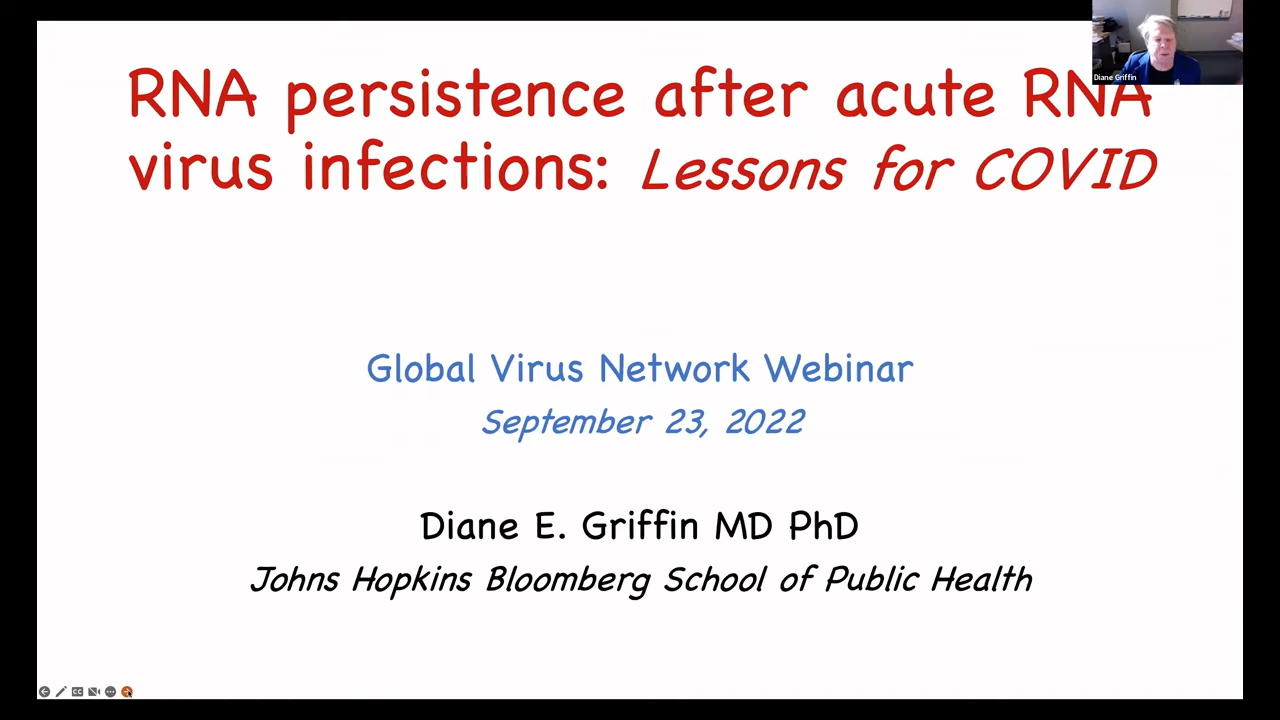 RNA persistence after acute RNA
virus infections: Lessons for COVID
Diane Griffin
Global Virus Network Webinar
September 23, 2022
Diane E. Griffin MD PhD
Johns Hopkins Bloomberg School of Public Health
CC